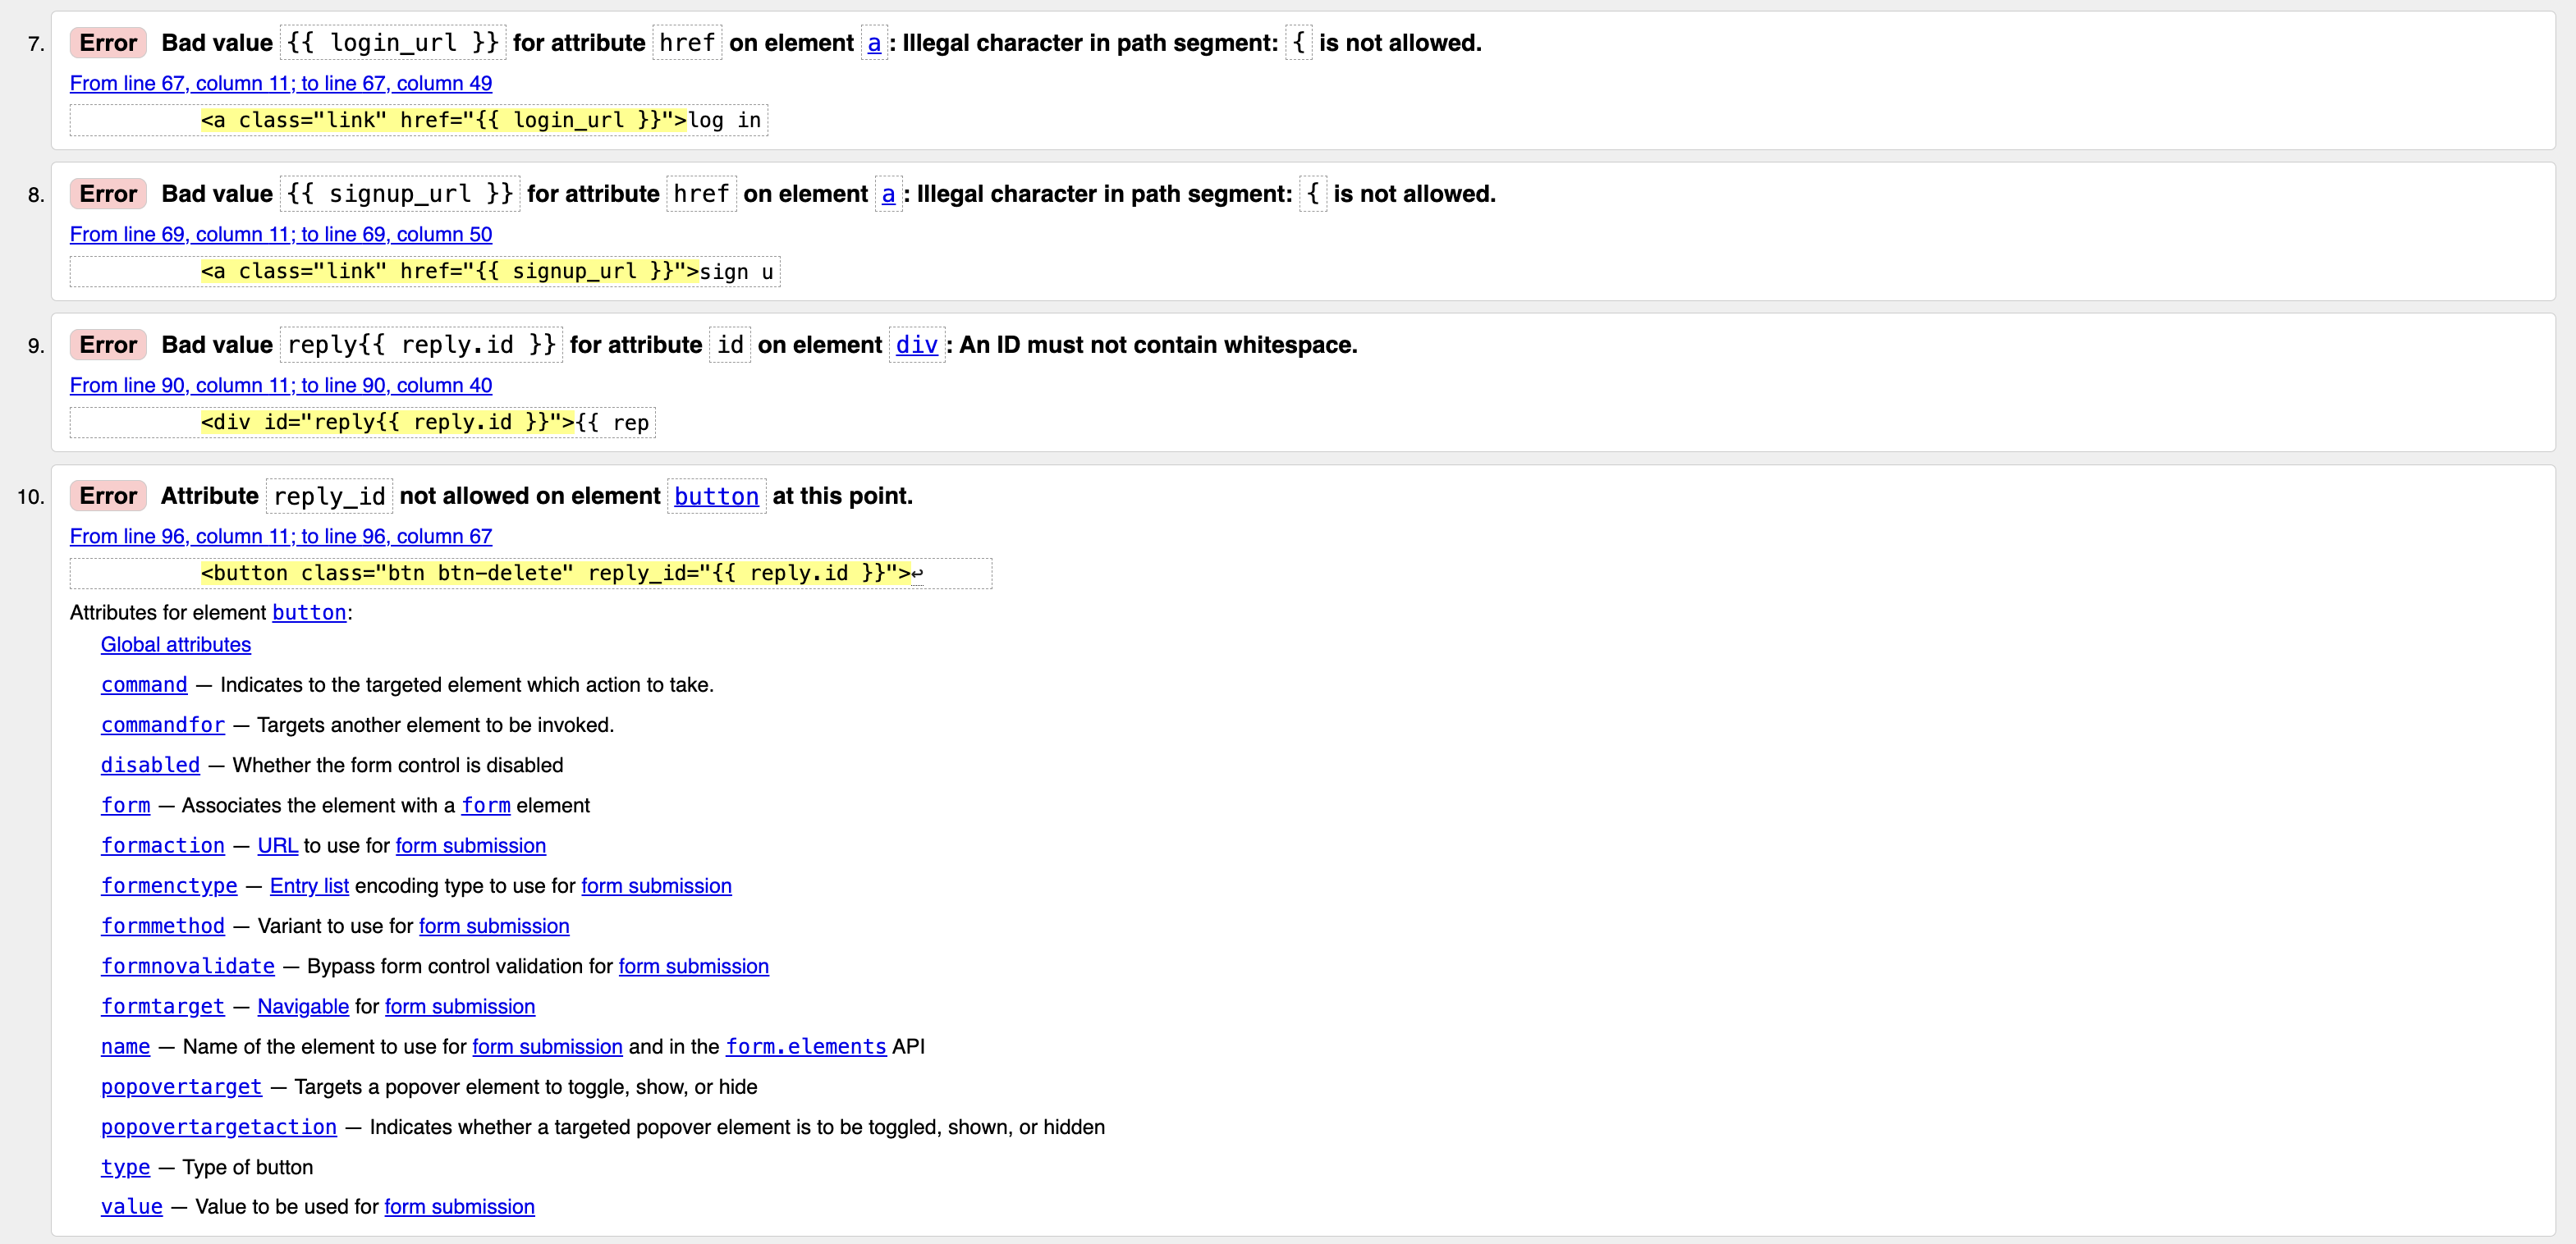 7. Error Bad value {{ login_url }} for attribute href on element a: Illegal character in path segment: { is not allowed.
From line 67, column 11; to line 67, column 49
<a class="link" href="{{ login_url }}">log in
8. Error Bad value {{ signup_url }} for attribute href on element a: Illegal character in path segment: { is not allowed.
From line 69, column 11; to line 69, column 50
<a class="link" href="{{ signup_url }}">sign u
9. Error Bad value reply{{ reply.id }} for attribute id on element div: An ID must not contain whitespace.
From line 90, column 11; to line 90, column 40
<div id="reply{{ reply.id }}">{{ rep
10. Error Attribute reply_id not allowed on element button at this point.
From line 96, column 11; to line 96, column 67
<button class="btn btn-delete" reply_id="{{ reply.id }}">↩
Attributes for element button:
Global attributes
command — Indicates to the targeted element which action to take.
commandfor — Targets another element to be invoked.
disabled — Whether the form control is disabled
form — Associates the element with a form element
formaction — URL to use for form submission
formenctype — Entry list encoding type to use for form submission
formmethod — Variant to use for form submission
formnovalidate — Bypass form control validation for form submission
formtarget — Navigable for form submission
name — Name of the element to use for form submission and in the form.elements API
popovertarget — Targets a popover element to toggle, show, or hide
popovertargetaction — Indicates whether a targeted popover element is to be toggled, shown, or hidden
type — Type of button
value — Value to be used for form submission